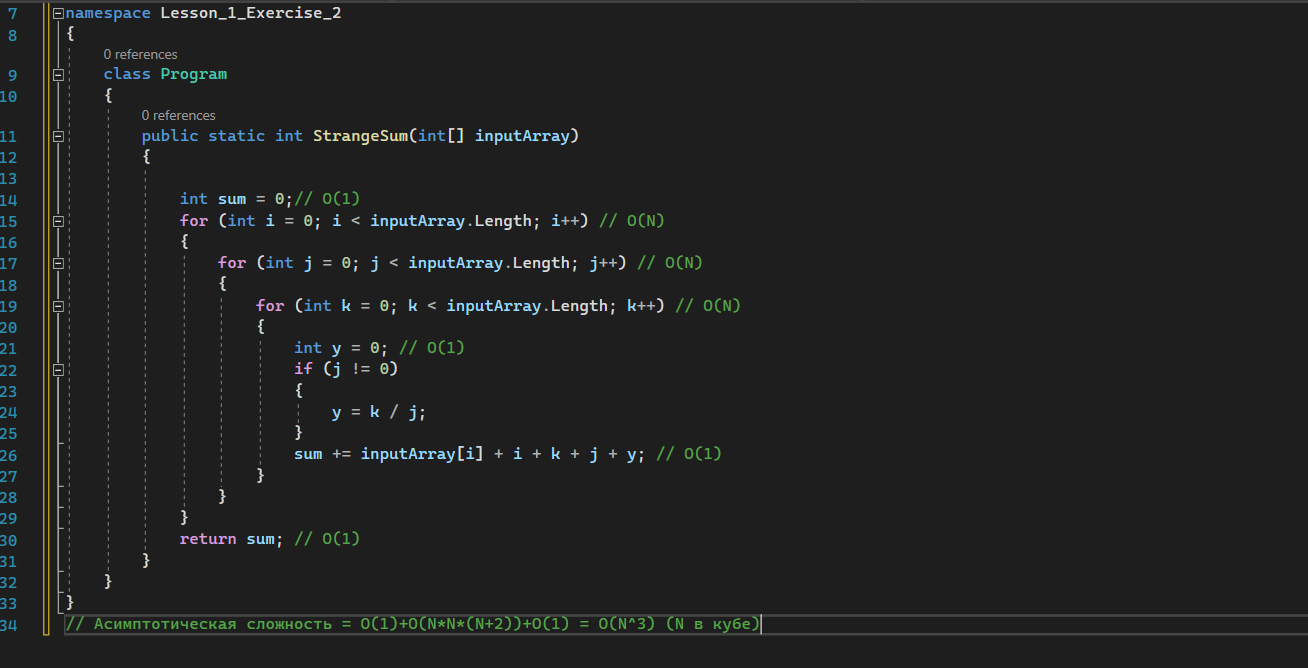 7 namespace Lesson_1_Exercise_2
8 {
0 references
9 class Program
10 {
0 references
11 public static int StrangeSum(int[] inputArray)
12 {
13
14 int sum = 0;// O(1)
15 for (int i = 0; i < inputArray.Length; i++) // O(N)
16 {
17 for (int j = 0; j < inputArray.Length; j++) // O(N)
18 {
19 for (int k = 0; k < inputArray.Length; k++) // O(N)
20 {
21 int y = 0; // O(1)
22 if (j != 0)
23 {
24 y = k / j;
25 }
26 sum += inputArray[i] + i + k + j + y; // O(1)
27 }
28 }
29 }
30 return sum; // O(1)
31 }
32 }
33 }
34 // Асимптотическая сложность = O(1)+O(N*N*(N+2))+O(1) = O(N^3) (N в кубе)